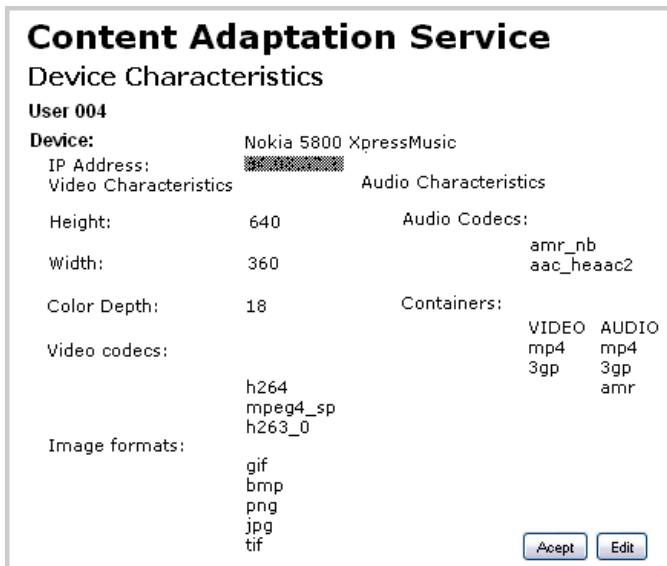 Content Adaptation Service
Device Characteristics
User 004
Device: Nokia 5800 XpressMusic
IP Address:
Video Characteristics Audio Characteristics
Height: 640 Audio Codecs:
amr_nb
Width: 360 aac_heaac2
Color Depth: 18 Containers:
VIDEO AUDIO
Video codecs: mp4 mp4
3gp 3gp
h264 amr
mpeg4_sp
h263_0
Image formats:
gif
bmp
png
jpg
tif Acept Edit